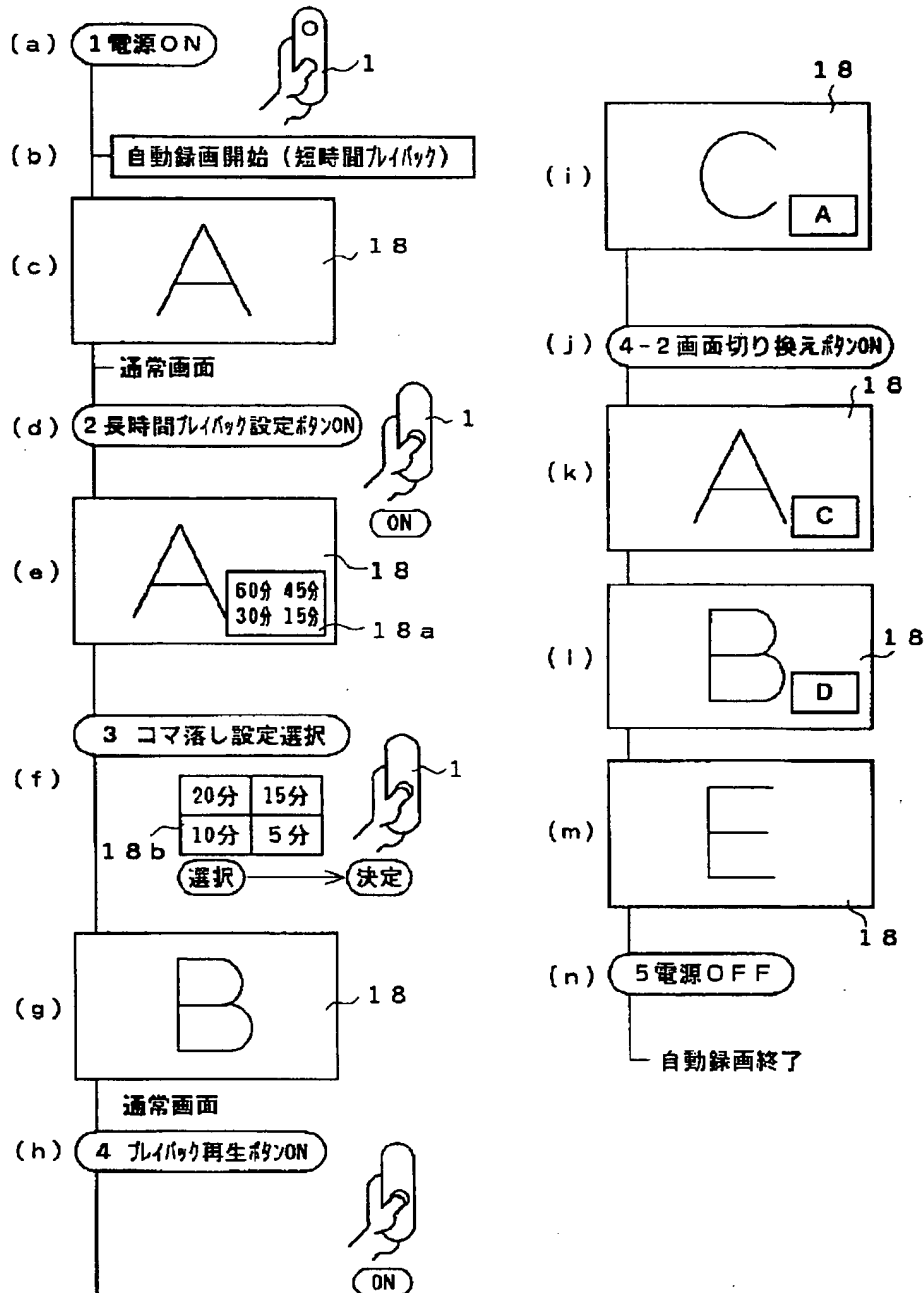 (a) 1電源ON
1
(b) 自動録画開始(短時間プレイバック)
(c) A 18
通常画面
(d) 2長時間プレイバック設定ボタンON
1
ON
(e) A 18
60分 45分
30分 15分
18a
3 コマ落し設定選択
(f) 1
20分 15分
10分 5分
18b
選択 決定
(g) B 18
通常画面
(h) 4 プレイバック再生ボタンON
ON
18
(i) C A
(j) 4-2画面切り換えボタンON
18
(k) A C
(l) B D 18
(m) E
18
(n) 5電源OFF
自動録画終了